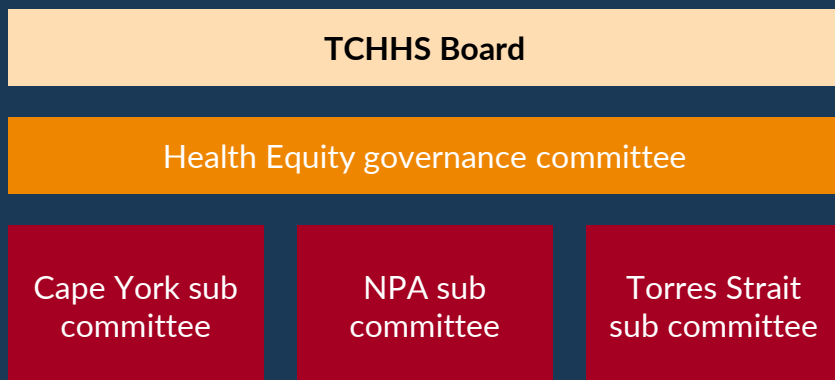 TCHHS Board
Health Equity governance committee
Cape York sub
committee
NPA sub
committee
Torres Strait
sub committee